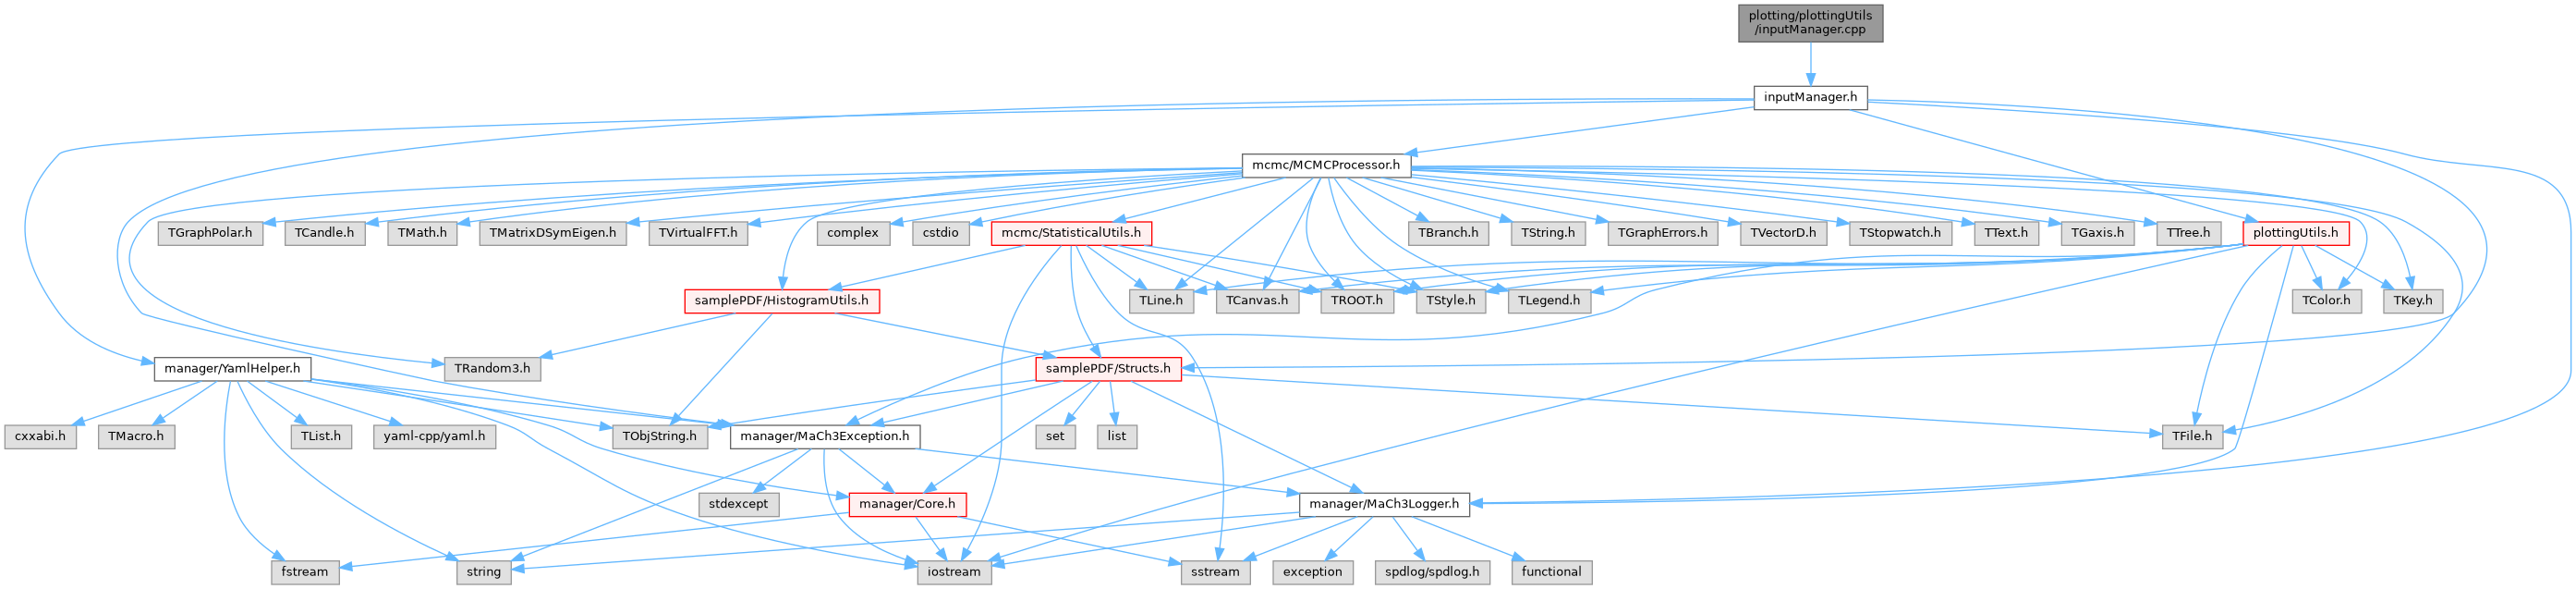 plotting/plottingUtils
/inputManager.cpp
inputManager.h
mcmc/MCMCProcessor.h
TGraphPolar.h
TCandle.h
TMath.h
TMatrixDSymEigen.h
TVirtualFFT.h
complex
cstdio
mcmc/StatisticalUtils.h
TBranch.h
TString.h
TGraphErrors.h
TVectorD.h
TStopwatch.h
TText.h
TGaxis.h
TTree.h
plottingUtils.h
samplePDF/HistogramUtils.h
TLine.h
TCanvas.h
TROOT.h
TStyle.h
TLegend.h
TColor.h
TKey.h
manager/YamlHelper.h
TRandom3.h
samplePDF/Structs.h
cxxabi.h
TMacro.h
TList.h
yaml-cpp/yaml.h
TObjString.h
manager/MaCh3Exception.h
set
list
TFile.h
stdexcept
manager/Core.h
manager/MaCh3Logger.h
fstream
string
iostream
sstream
exception
spdlog/spdlog.h
functional